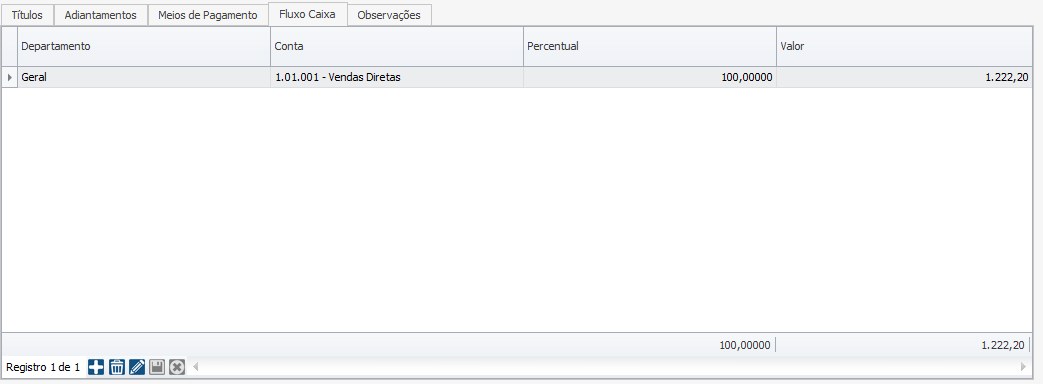 Títulos Adiantamentos Meios de Pagamento Fluxo Caixa Observações
Departamento Conta Percentual Valor
Geral 1.01.001 - Vendas Diretas 100,00000 1.222,20
100,00000 1.222,20
Registro 1 de 1